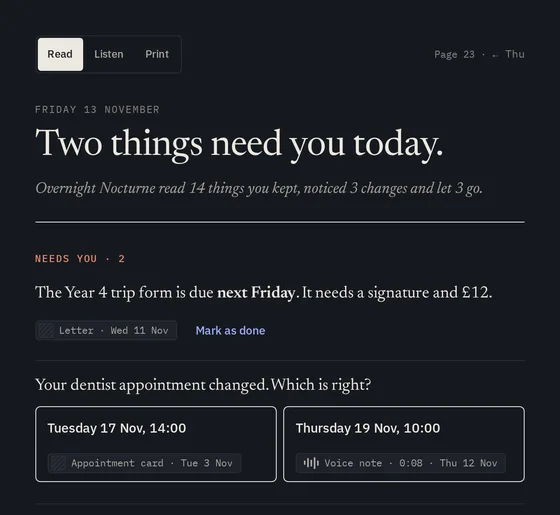 Read Listen Print
Page 23 · ← Thu
FRIDAY 13 NOVEMBER
Two things need you today.
Overnight Nocturne read 14 things you kept, noticed 3 changes and let 3 go.
NEEDS YOU · 2
The Year 4 trip form is due next Friday. It needs a signature and £12.
Letter · Wed 11 Nov
Mark as done
Your dentist appointment changed. Which is right?
Tuesday 17 Nov, 14:00
Appointment card · Tue 3 Nov
Thursday 19 Nov, 10:00
Voice note · 0:08 · Thu 12 Nov